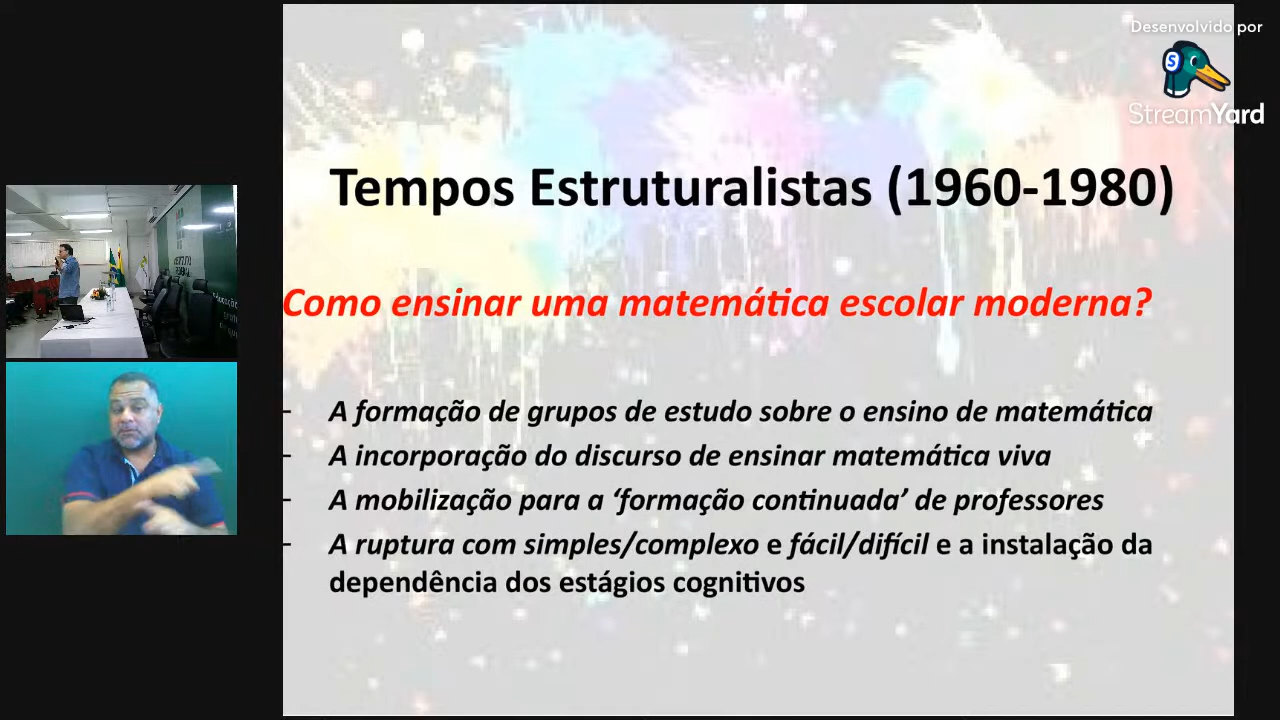 Desenvolvido por
StreamYard
Tempos Estruturalistas (1960-1980)
Como ensinar uma matemática escolar moderna?
- A formação de grupos de estudo sobre o ensino de matemática
- A incorporação do discurso de ensinar matemática viva
- A mobilização para a ‘formação continuada’ de professores
- A ruptura com simples/complexo e fácil/difícil e a instalação da
dependência dos estágios cognitivos